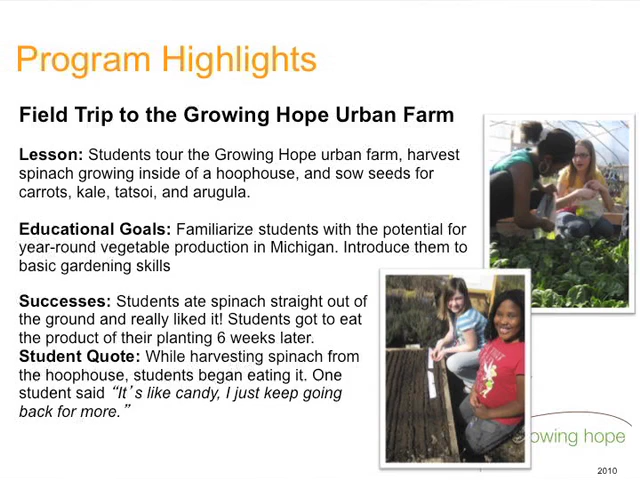 Program Highlights
Field Trip to the Growing Hope Urban Farm
Lesson: Students tour the Growing Hope urban farm, harvest
spinach growing inside of a hoophouse, and sow seeds for
carrots, kale, tatsoi, and arugula.
Educational Goals: Familiarize students with the potential for
year-round vegetable production in Michigan. Introduce them to
basic gardening skills
Successes: Students ate spinach straight out of
the ground and really liked it! Students got to eat
the product of their planting 6 weeks later.
Student Quote: While harvesting spinach from
the hoophouse, students began eating it. One
student said “It’s like candy, I just keep going
back for more.”
owing hope
2010